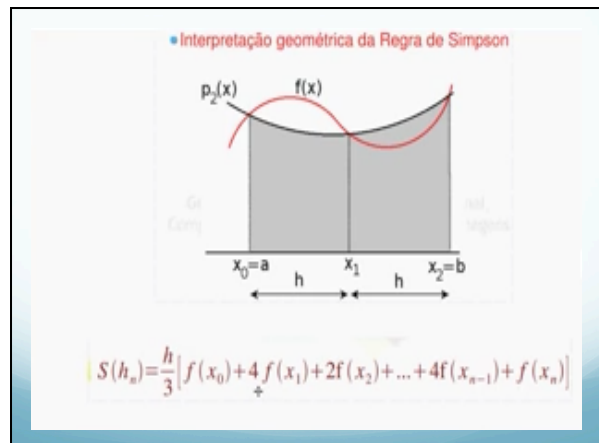 • Interpretação geométrica da Regra de Simpson
p₂(x) f(x)
x₀=a x₁ x₂=b
h h
S(hₙ)=h/3[f(x₀)+4f(x₁)+2f(x₂)+...+4f(xₙ₋₁)+f(xₙ)]